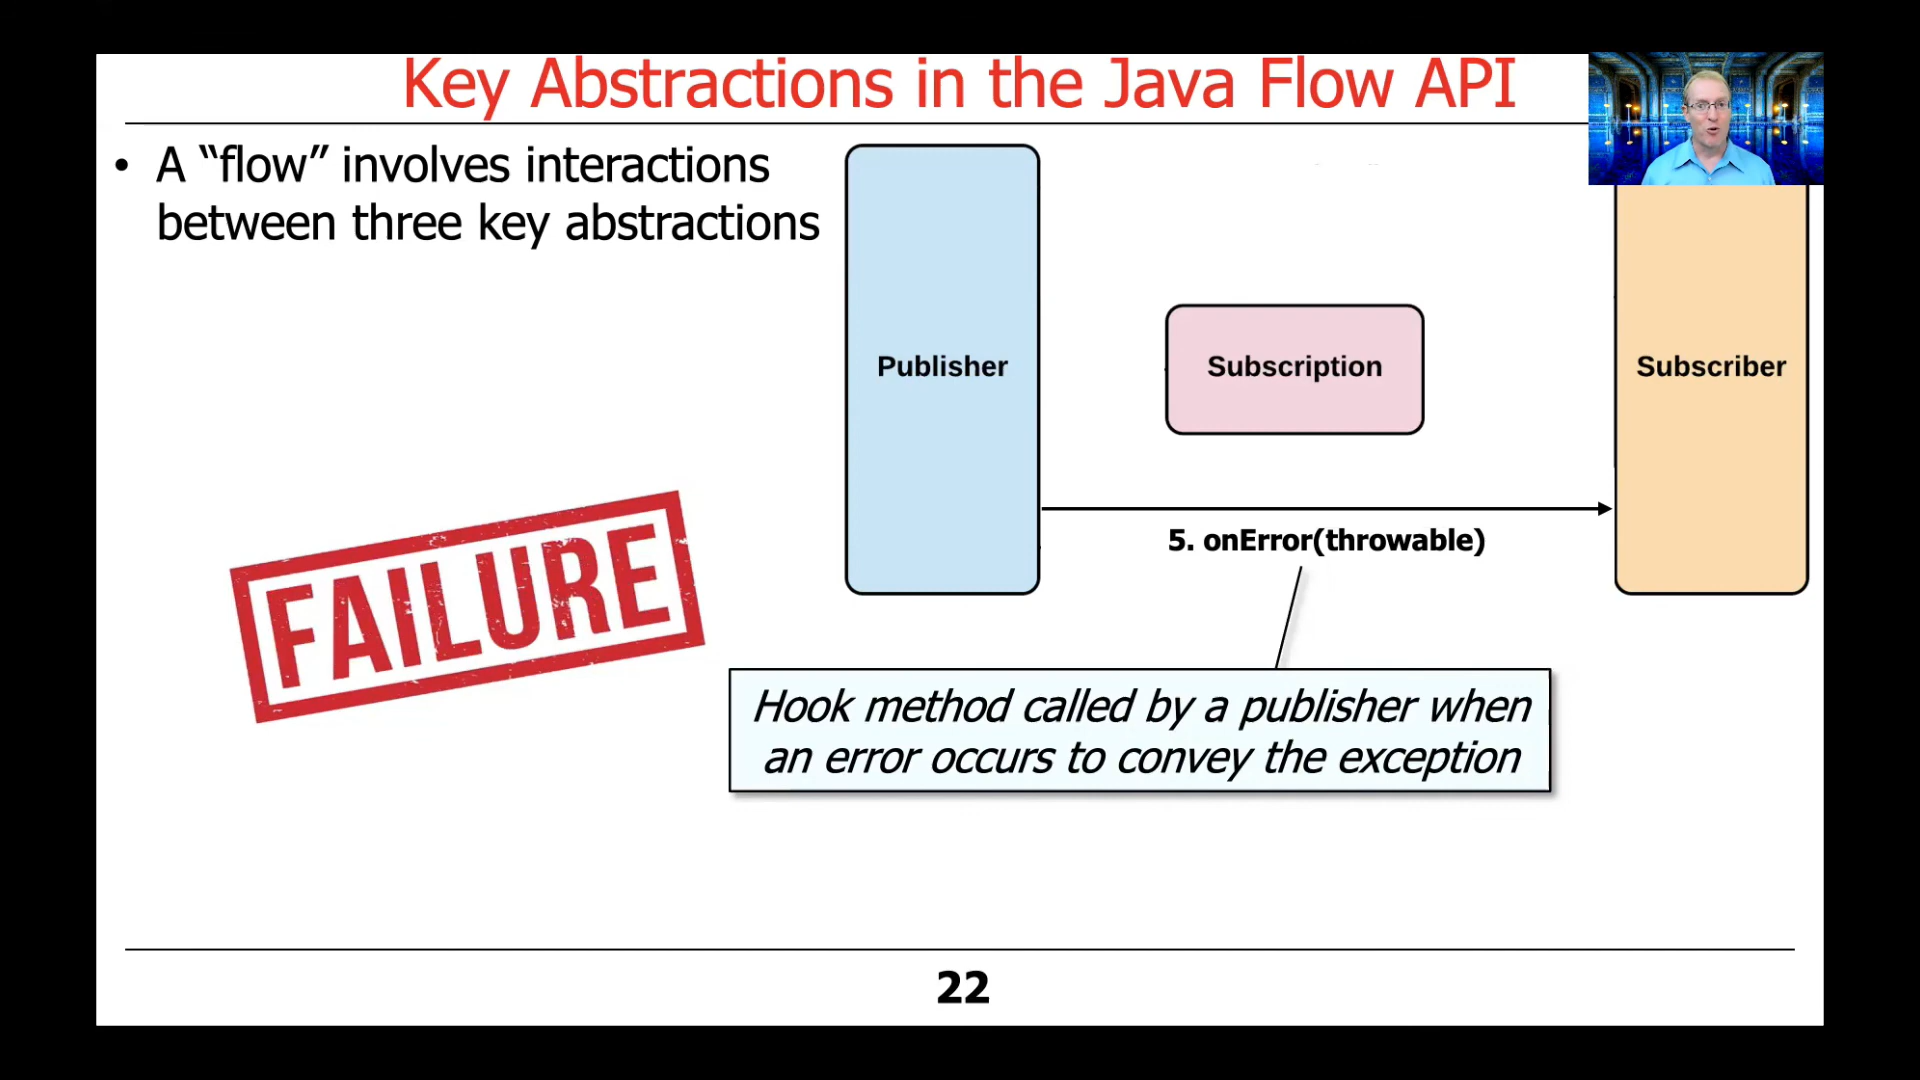 Key Abstractions in the Java Flow API
• A “flow” involves interactions
between three key abstractions
Publisher
Subscription
Subscriber
5. onError(throwable)
FAILURE
Hook method called by a publisher when
an error occurs to convey the exception
22